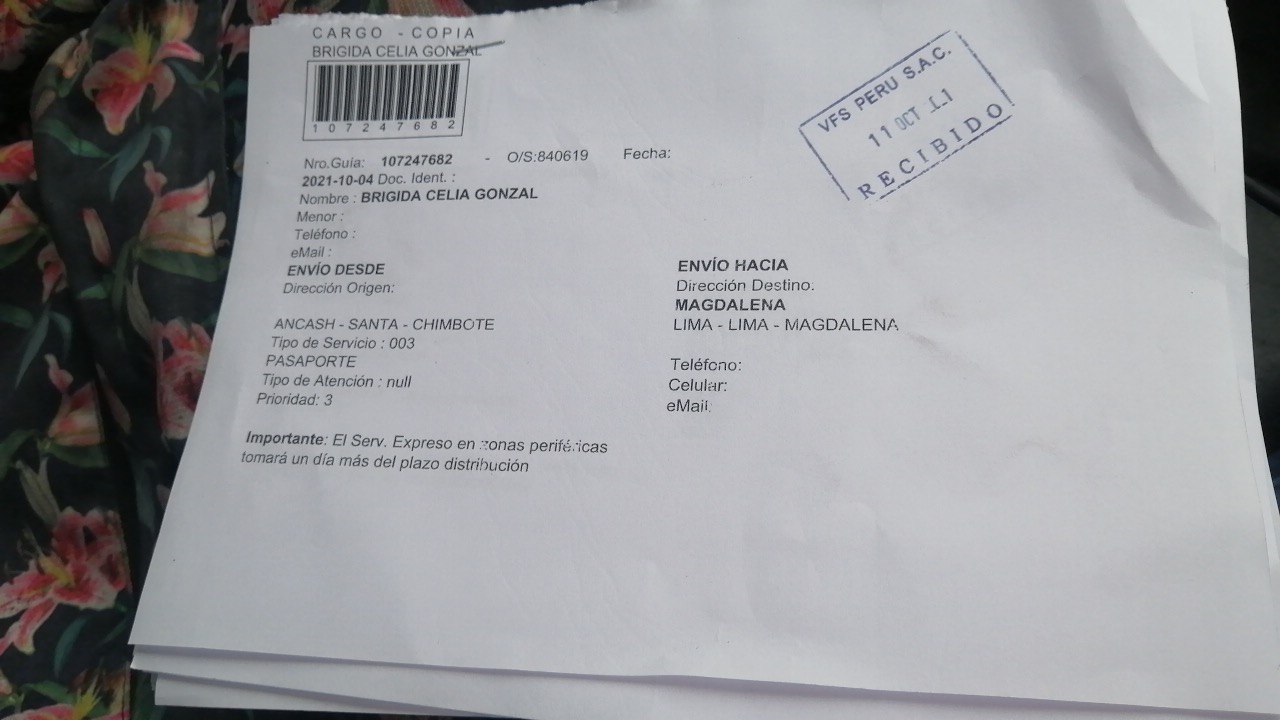 CARGO - COPIA
BRIGIDA CELIA GONZAL
107247682
Nro.Guía: 107247682 - O/S:840619 Fecha:
2021-10-04 Doc. Ident. :
Nombre : BRIGIDA CELIA GONZAL
Menor :
Teléfono :
eMail :
ENVÍO DESDE
Dirección Origen:
ANCASH - SANTA - CHIMBOTE
Tipo de Servicio : 003
PASAPORTE
Tipo de Atención : null
Prioridad: 3
Importante: El Serv. Expreso en zonas periféricas
tomará un día más del plazo distribución
ENVÍO HACIA
Dirección Destino.
MAGDALENA
LIMA - LIMA - MAGDALENA
Teléfono:
Celular:
eMail:
VFS PERU S.A.C.
11 OCT
RECIBIDO